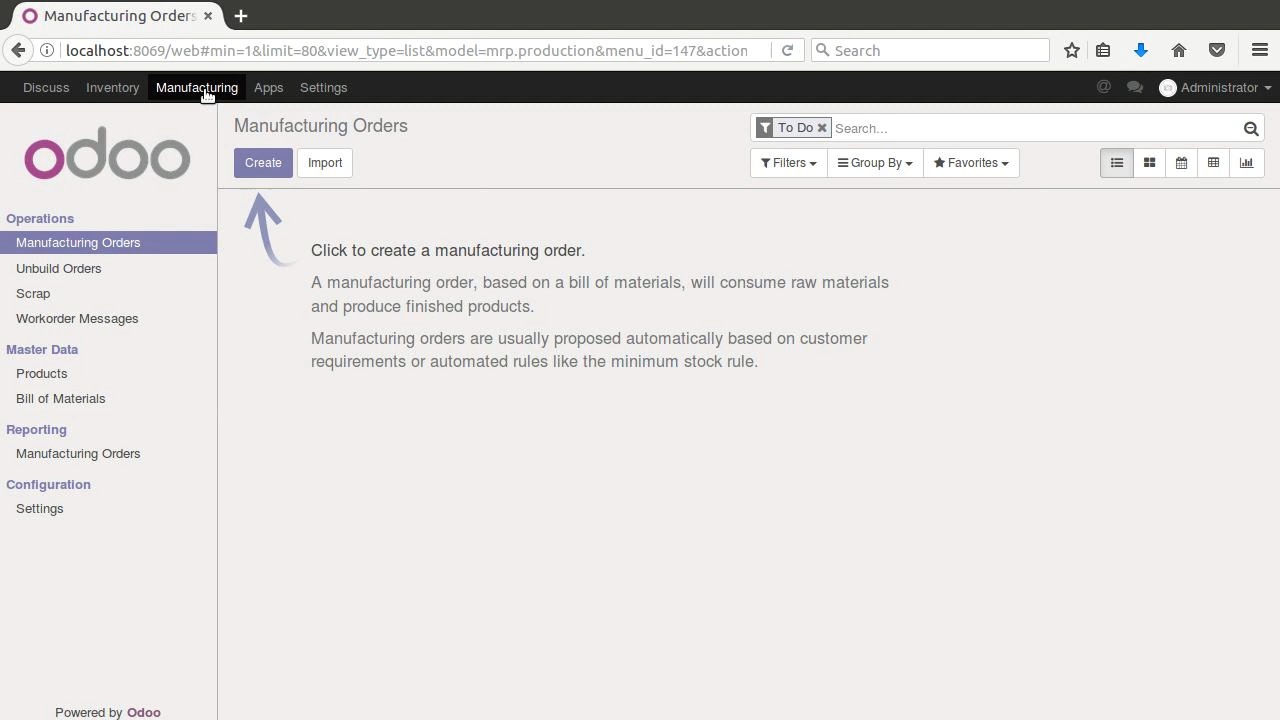 Manufacturing Orders
localhost:8069/web#min=1&limit=80&view_type=list&model=mrp.production&menu_id=147&action
Search
Discuss Inventory Manufacturing Apps Settings
@ Administrator
odoo
Manufacturing Orders
To Do Search...
Create Import
Filters Group By Favorites
Operations
Manufacturing Orders
Unbuild Orders
Scrap
Workorder Messages
Master Data
Products
Bill of Materials
Reporting
Manufacturing Orders
Configuration
Settings
Powered by Odoo
Click to create a manufacturing order.
A manufacturing order, based on a bill of materials, will consume raw materials
and produce finished products.
Manufacturing orders are usually proposed automatically based on customer
requirements or automated rules like the minimum stock rule.